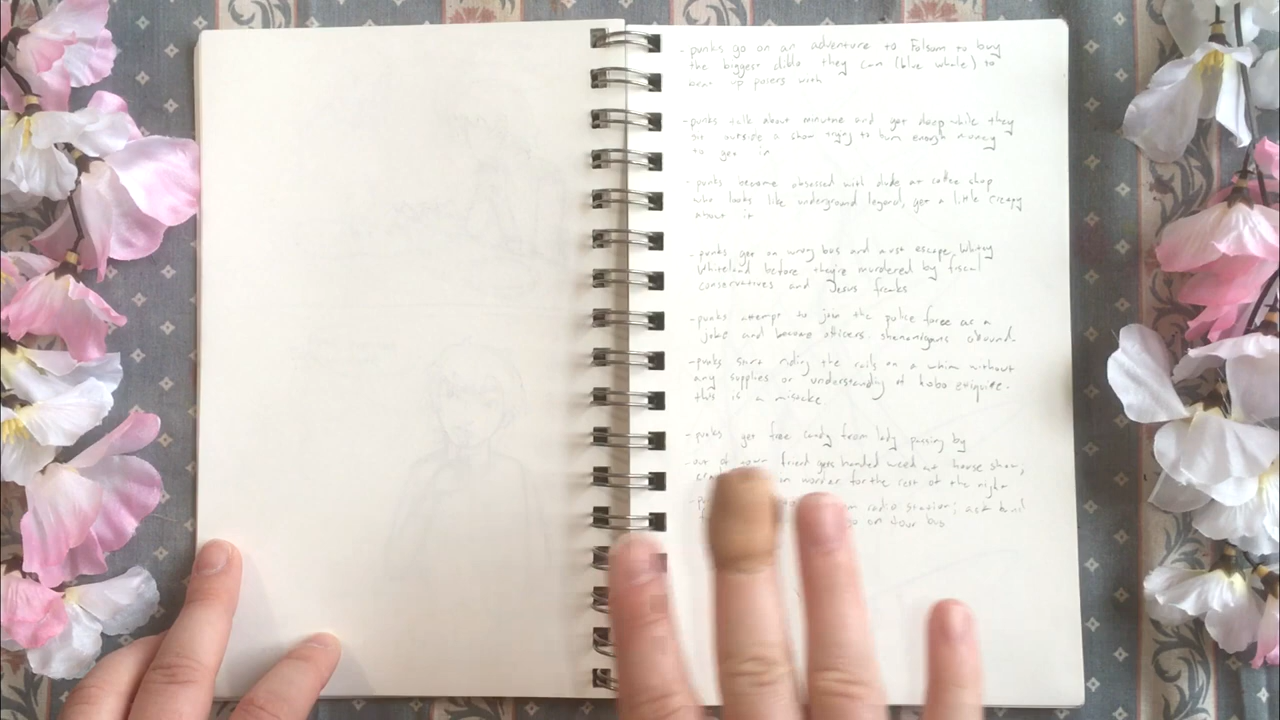 - punks go on an adventure to Folsom to buy
the biggest dildo they can (blue whale) to
beat up posers with
- punks talk about minutae and get deep while they
sit outside a show trying to bum enough money
to get in
- punks become obsessed with dude at coffee shop
who looks like underground legend, get a little creepy
about it
- punks get on wrong bus and must escape Whitey
Whiteland before they're murdered by fiscal
conservatives and Jesus freaks
- punks attempt to join the police force as a
joke and become officers. shenanigans abound.
- punks start riding the rails on a whim without
any supplies or understanding of hobo
this is a mistake
- punks get free candy from lady passing by
- out of town friend gets handed weed at house show,
for the rest of the night
radio station; ask
go on tour bus